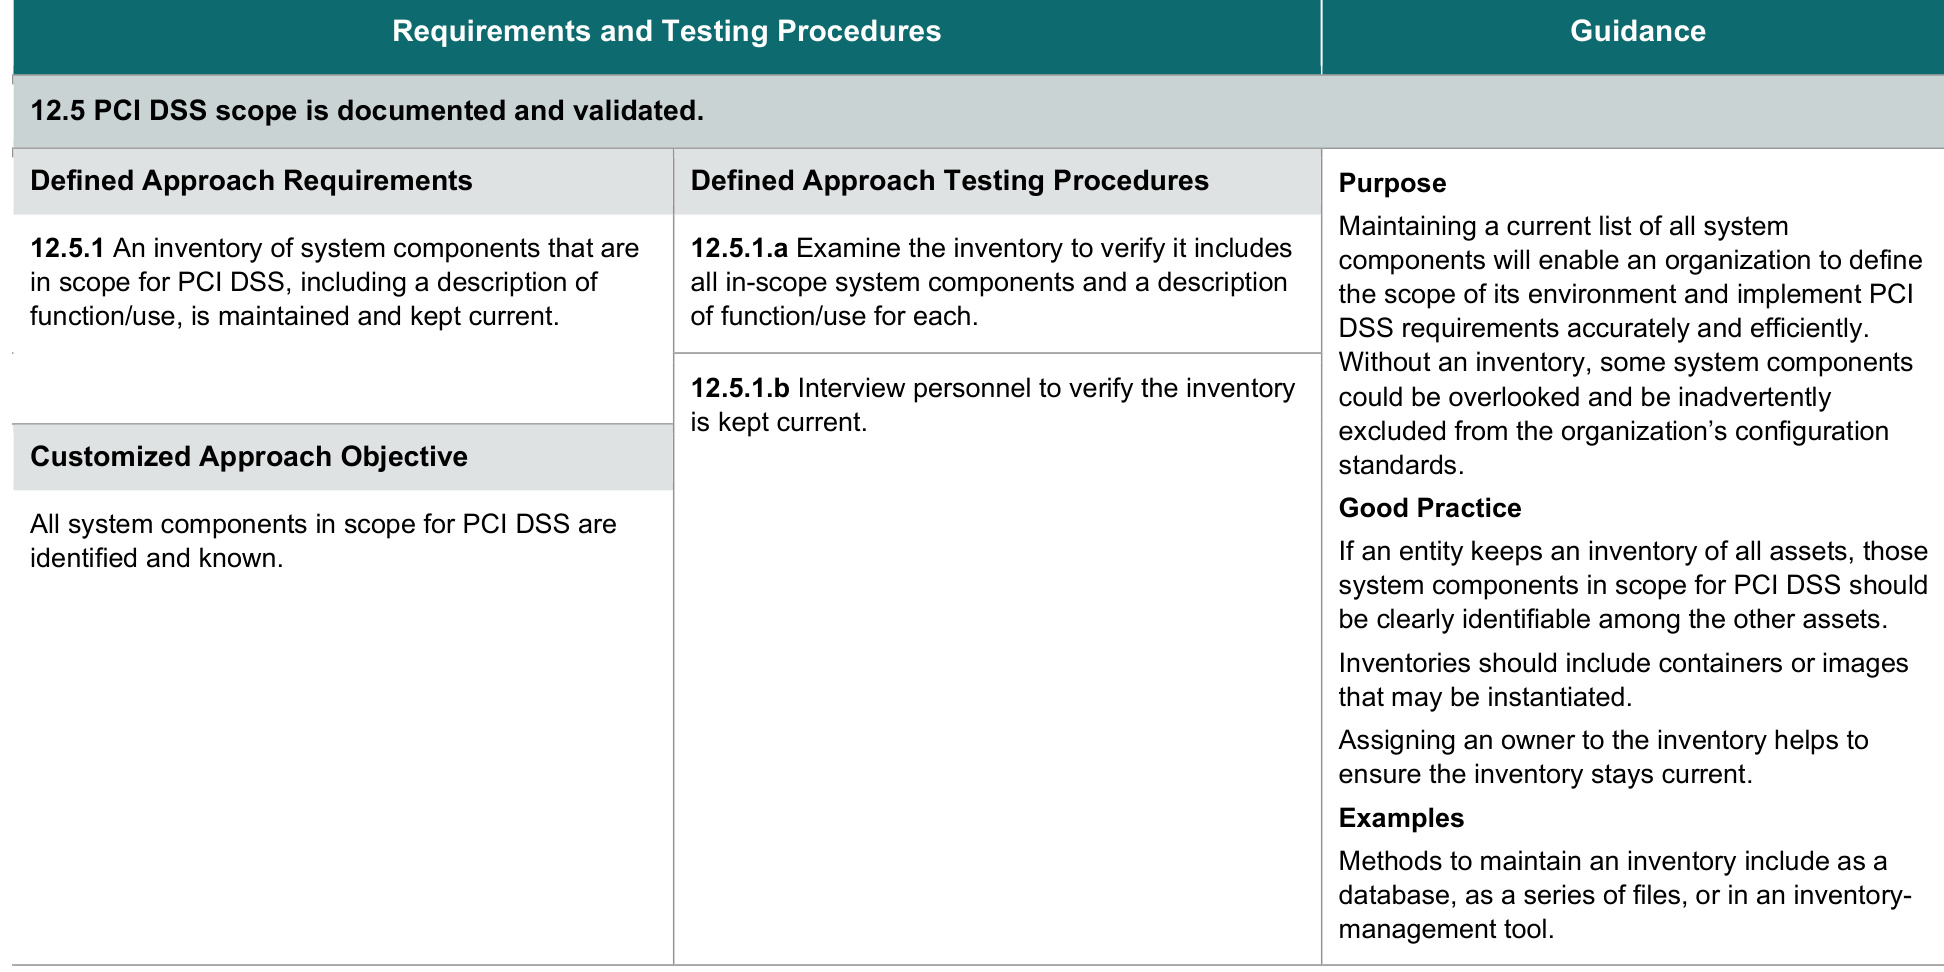 Requirements and Testing Procedures
Guidance
12.5 PCI DSS scope is documented and validated.
Defined Approach Requirements
12.5.1 An inventory of system components that are
in scope for PCI DSS, including a description of
function/use, is maintained and kept current.
Customized Approach Objective
All system components in scope for PCI DSS are
identified and known.
Defined Approach Testing Procedures
12.5.1.a Examine the inventory to verify it includes
all in-scope system components and a description
of function/use for each.
12.5.1.b Interview personnel to verify the inventory
is kept current.
Purpose
Maintaining a current list of all system
components will enable an organization to define
the scope of its environment and implement PCI
DSS requirements accurately and efficiently.
Without an inventory, some system components
could be overlooked and be inadvertently
excluded from the organization’s configuration
standards.
Good Practice
If an entity keeps an inventory of all assets, those
system components in scope for PCI DSS should
be clearly identifiable among the other assets.
Inventories should include containers or images
that may be instantiated.
Assigning an owner to the inventory helps to
ensure the inventory stays current.
Examples
Methods to maintain an inventory include as a
database, as a series of files, or in an inventory-
management tool.